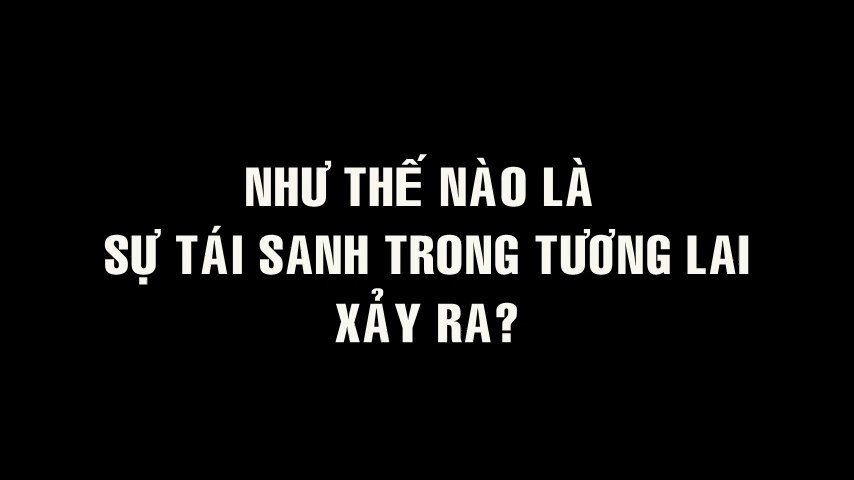 NHƯ THẾ NÀO LÀ
SỰ TÁI SANH TRONG TƯƠNG LAI
XẢY RA?